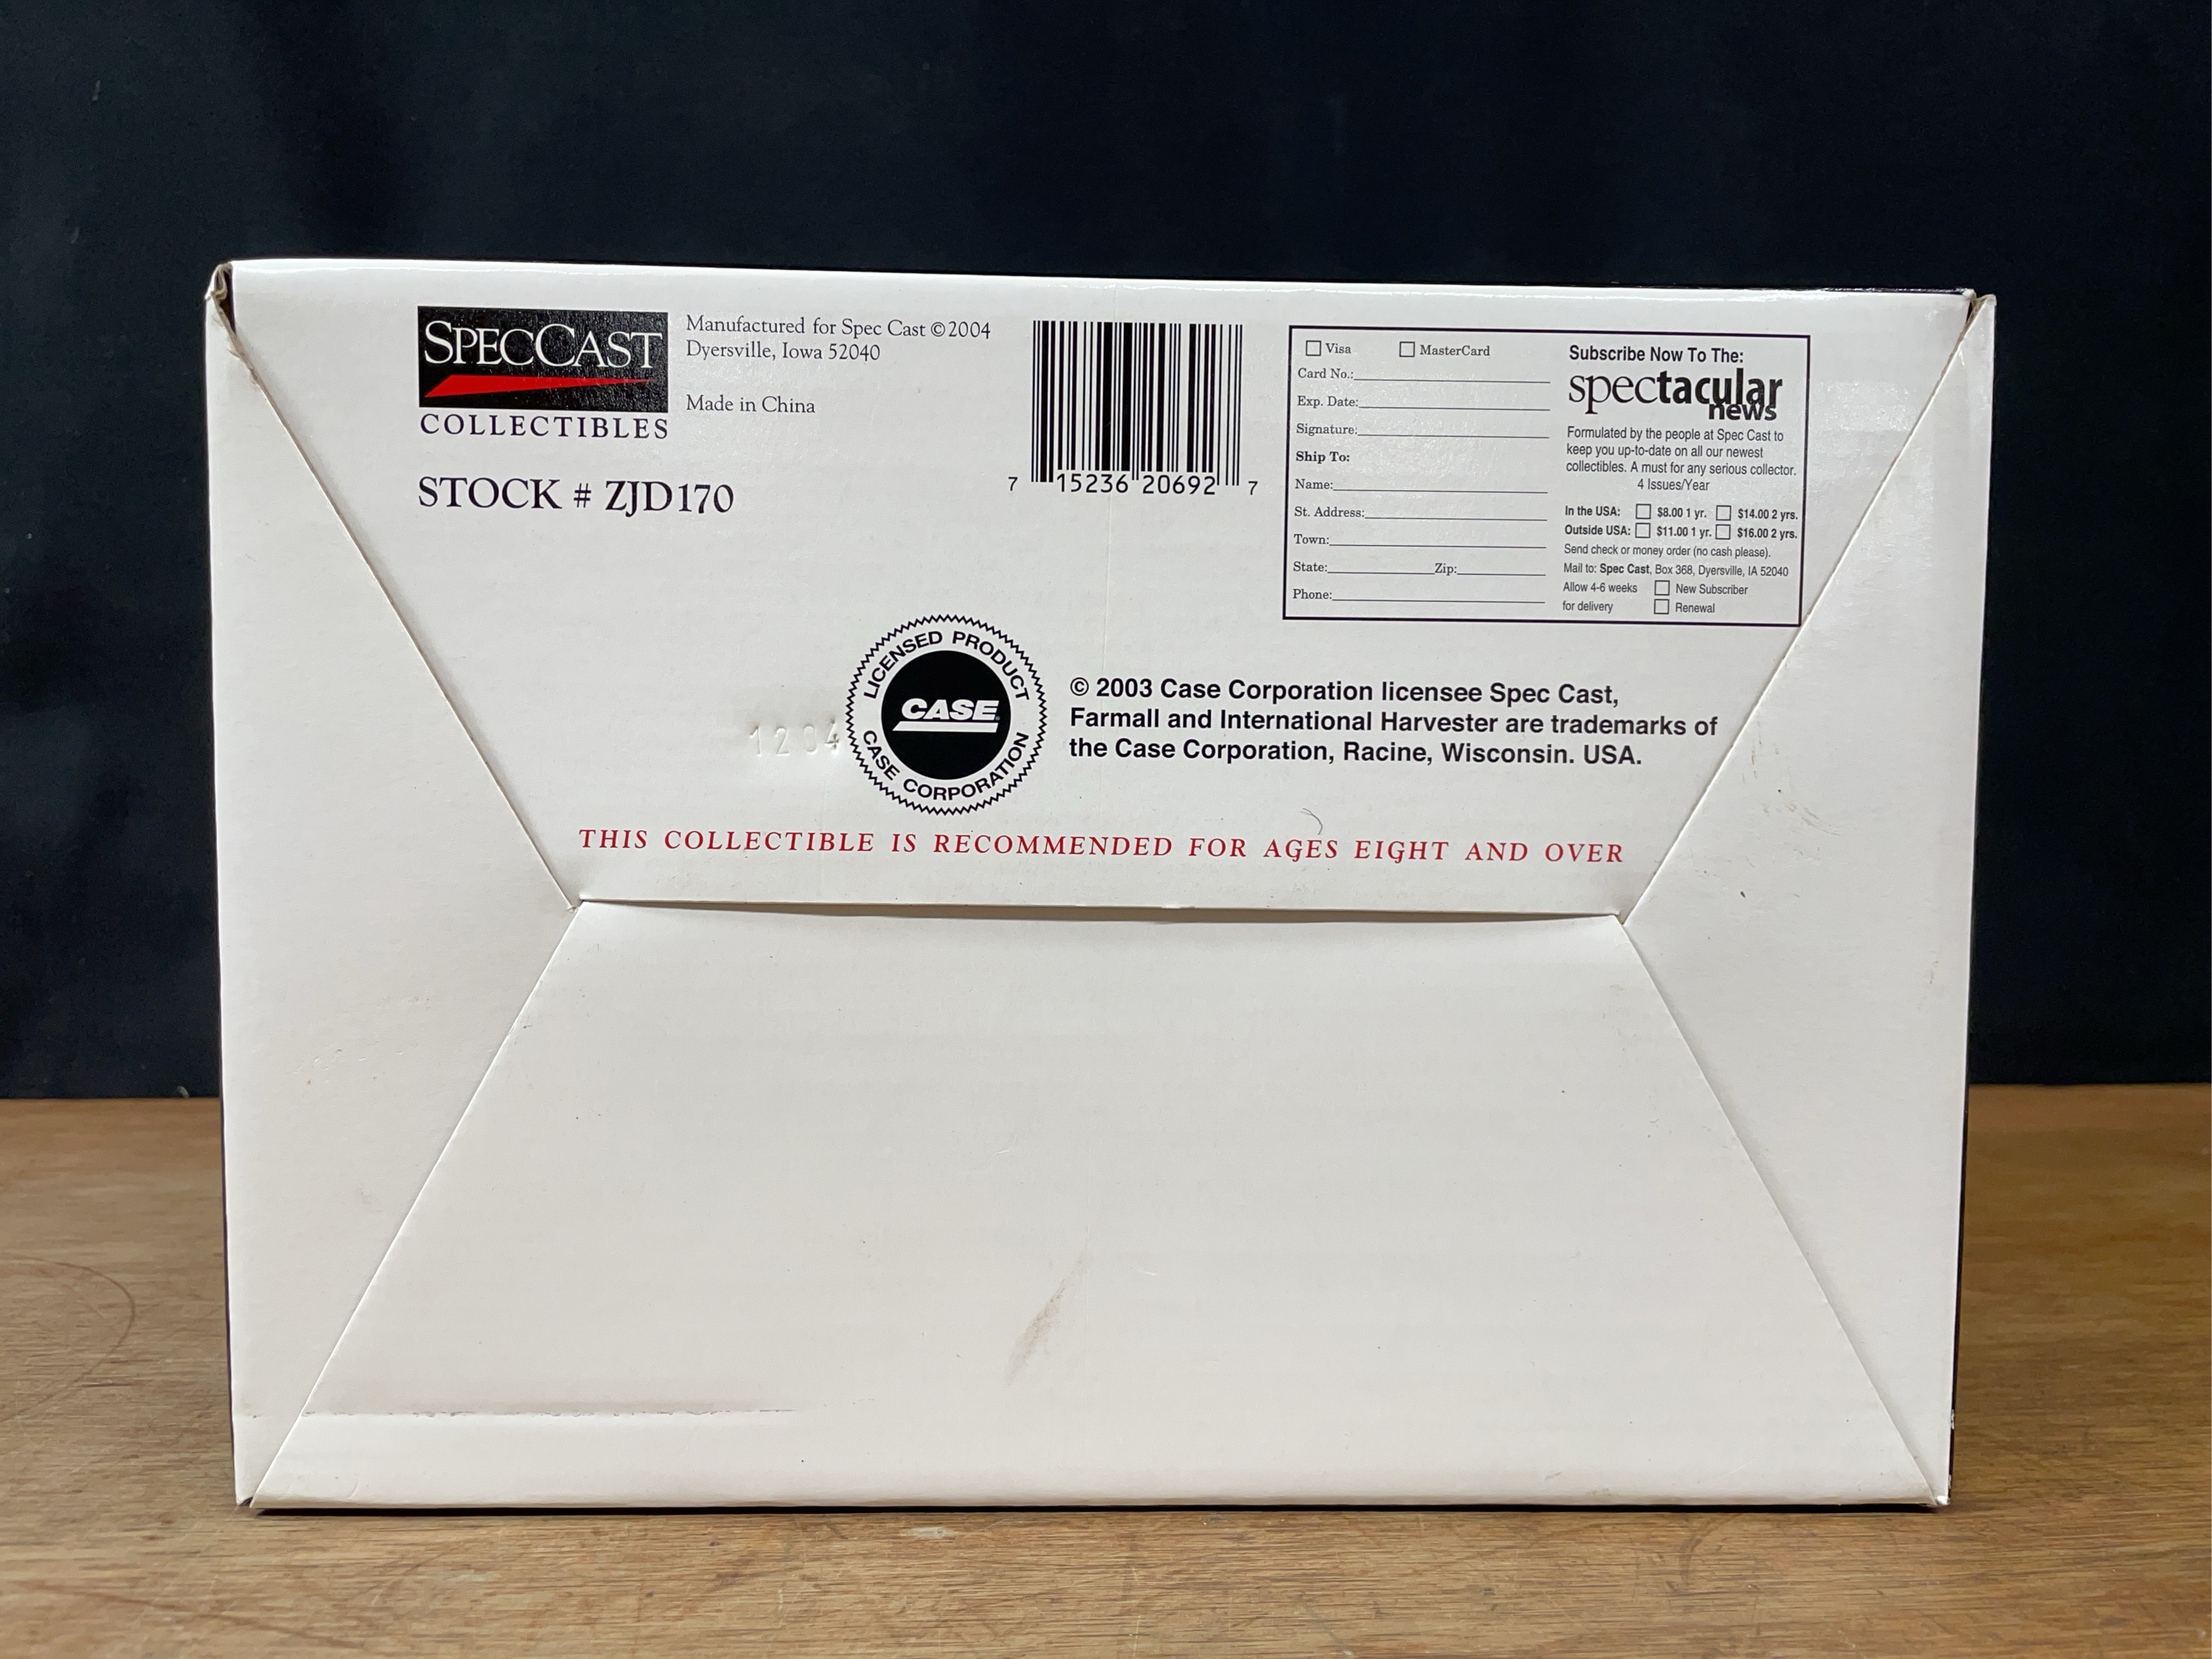 SPECCAST
COLLECTIBLES
Manufactured for Spec Cast © 2004
Dyersville, Iowa 52040
Made in China
STOCK # ZJD170
7 15236 20692 7
Visa MasterCard
Card No.:
Exp. Date:
Signature:
Ship To:
Name:
St. Address:
Town:
State: Zip:
Phone:
Subscribe Now To The:
spectacular
news
Formulated by the people at Spec Cast to
keep you up-to-date on all our newest
collectibles. A must for any serious collector.
4 Issues/Year
In the USA: $8.00 1 yr. $14.00 2 yrs.
Outside USA: $11.00 1 yr. $16.00 2 yrs.
Send check or money order (no cash please).
Mail to: Spec Cast, Box 368, Dyersville, IA 52040
Allow 4-6 weeks New Subscriber
for delivery Renewal
1204
LICENSED PRODUCT
CASE
CASE CORPORATION
© 2003 Case Corporation licensee Spec Cast,
Farmall and International Harvester are trademarks of
the Case Corporation, Racine, Wisconsin. USA.
THIS COLLECTIBLE IS RECOMMENDED FOR AGES EIGHT AND OVER